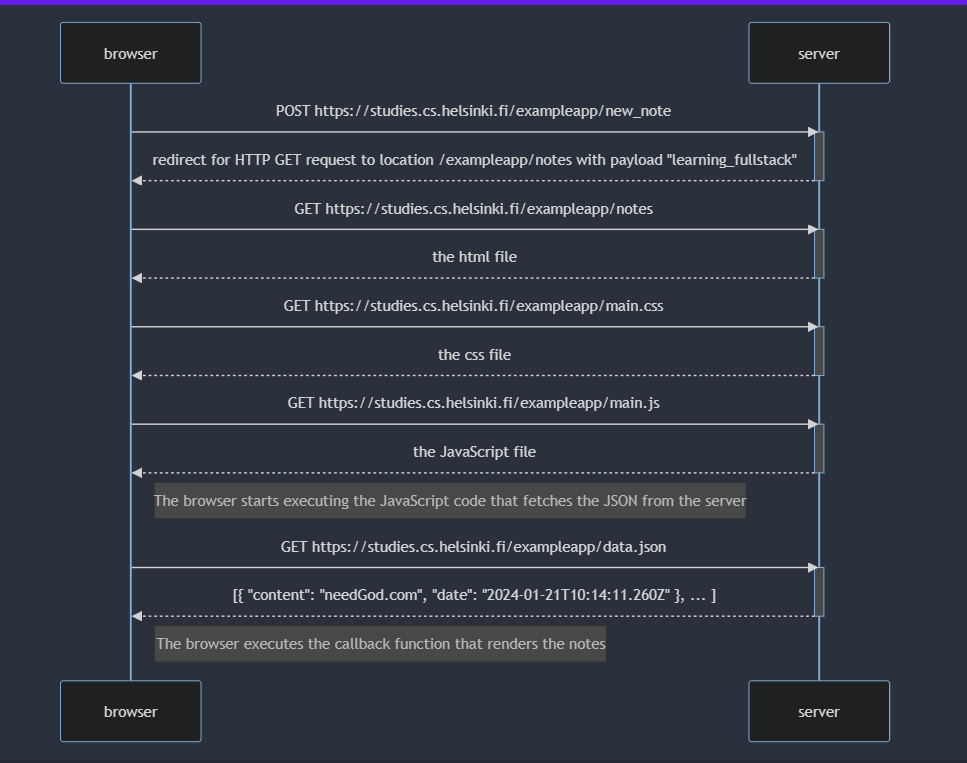 browser
server
POST https://studies.cs.helsinki.fi/exampleapp/new_note
redirect for HTTP GET request to location /exampleapp/notes with payload "learning_fullstack"
GET https://studies.cs.helsinki.fi/exampleapp/notes
the html file
GET https://studies.cs.helsinki.fi/exampleapp/main.css
the css file
GET https://studies.cs.helsinki.fi/exampleapp/main.js
the JavaScript file
The browser starts executing the JavaScript code that fetches the JSON from the server
GET https://studies.cs.helsinki.fi/exampleapp/data.json
[{ "content": "needGod.com", "date": "2024-01-21T10:14:11.260Z" }, ... ]
The browser executes the callback function that renders the notes
browser
server